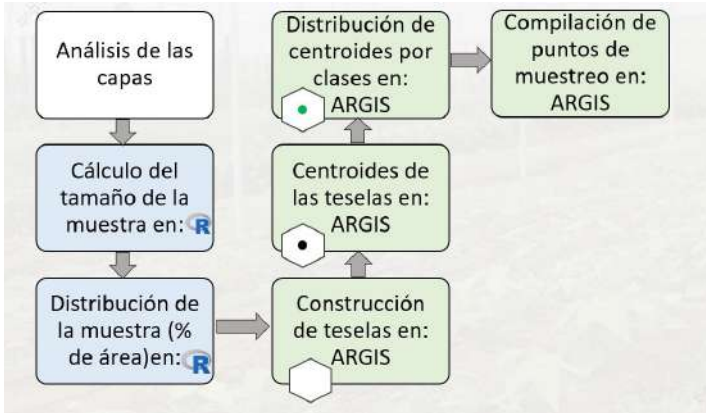 Análisis de las
capas
Cálculo del
tamaño de la
muestra en: R
Distribución de
la muestra (%
de área)en: R
Construcción
de teselas en:
ARGIS
Centroides de
las teselas en:
ARGIS
Distribución de
centroides por
clases en:
ARGIS
Compilación de
puntos de
muestreo en:
ARGIS